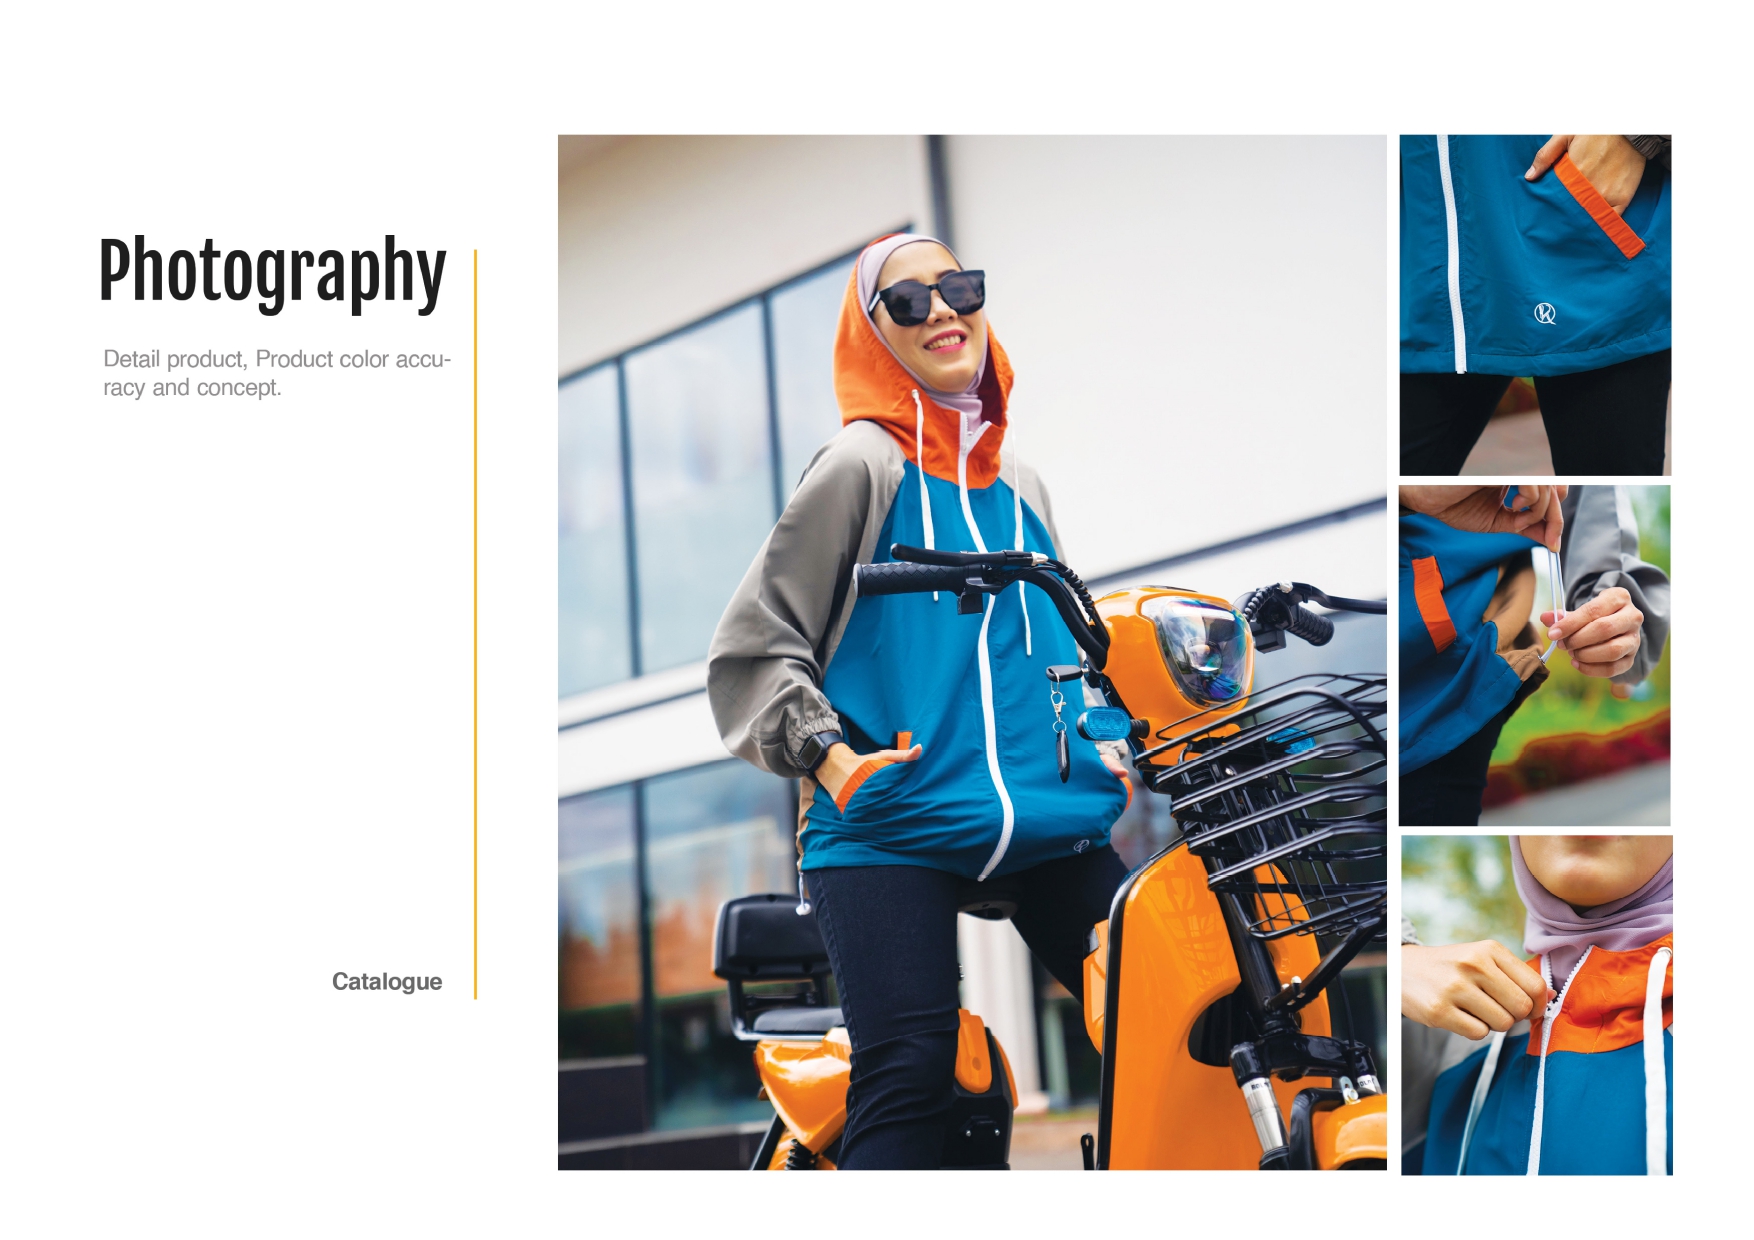 Photography
Detail product, Product color accu-
racy and concept.
Catalogue